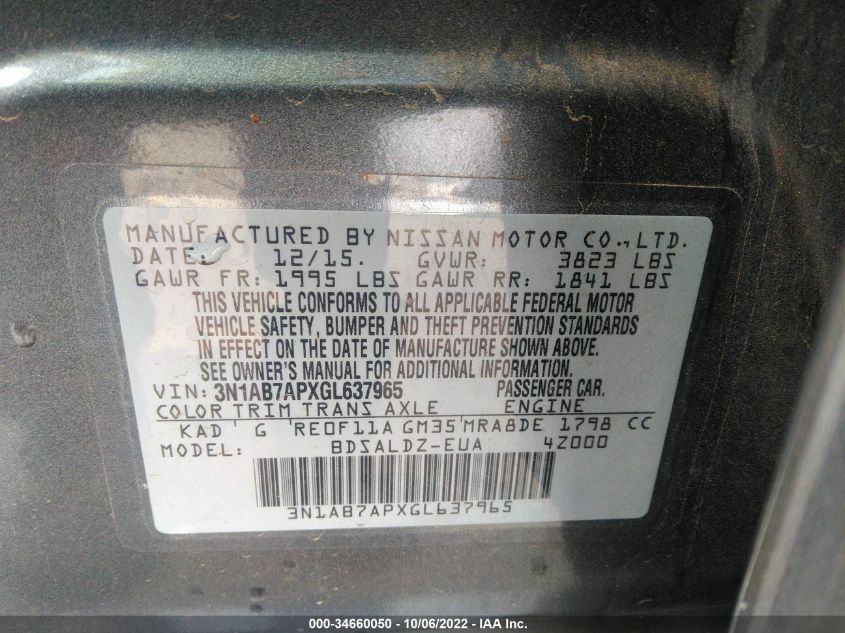 MANUFACTURED BY NISSAN MOTOR CO., LTD.
DATE: 12/15. GVWR: 3823 LBS
GAWR FR: 1995 LBS GAWR RR: 1841 LBS
THIS VEHICLE CONFORMS TO ALL APPLICABLE FEDERAL MOTOR
VEHICLE SAFETY, BUMPER AND THEFT PREVENTION STANDARDS
IN EFFECT ON THE DATE OF MANUFACTURE SHOWN ABOVE.
SEE OWNER'S MANUAL FOR ADDITIONAL INFORMATION.
VIN: 3N1AB7APXGL637965 PASSENGER CAR.
COLOR TRIM TRANS AXLE ENGINE
KAD G RE0F11A GM35 MRA8DE 1798 CC
MODEL: BDSALDZ-EUA 4Z000
3N1AB7APXGL637965
000-34660050 - 10/06/2022 - IAA Inc.